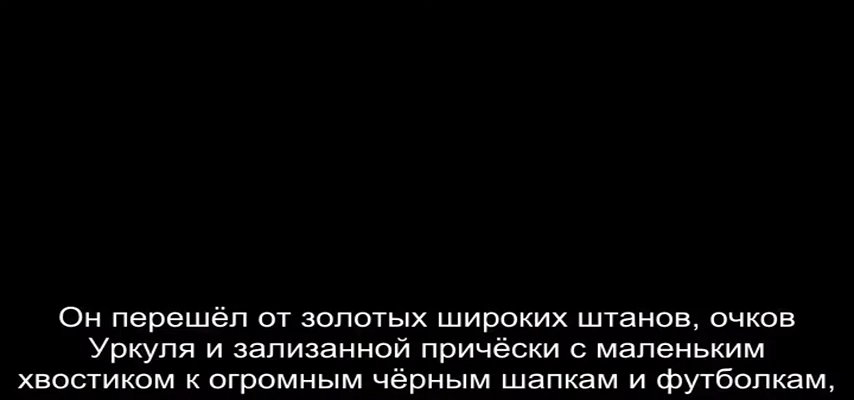 Он перешёл от золотых широких штанов, очков
Уркуля и зализанной причёски с маленьким
хвостиком к огромным чёрным шапкам и футболкам,